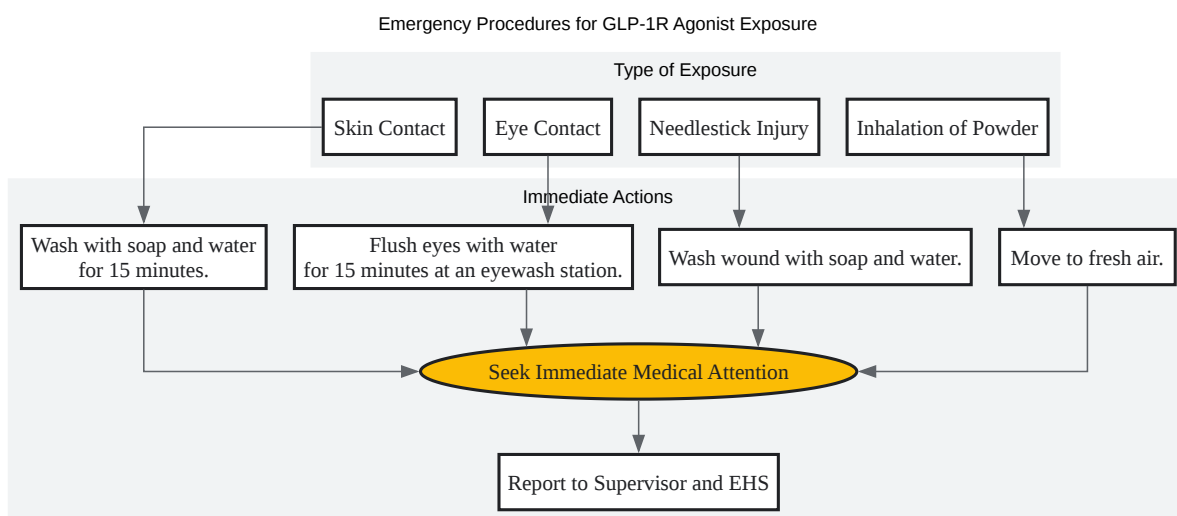 Emergency Procedures for GLP-1R Agonist Exposure
Type of Exposure
Skin Contact
Eye Contact
Needlestick Injury
Inhalation of Powder
Immediate Actions
Wash with soap and water
for 15 minutes.
Flush eyes with water
for 15 minutes at an eyewash station.
Wash wound with soap and water.
Move to fresh air.
Seek Immediate Medical Attention
Report to Supervisor and EHS